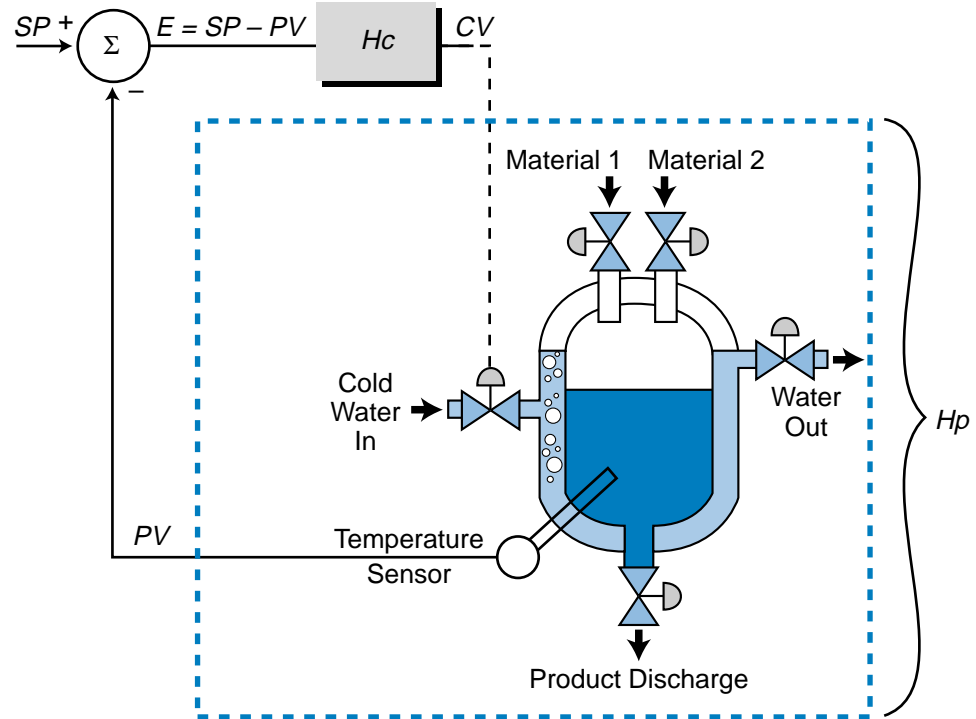 SP +
Σ
E = SP – PV
Hc
CV
–
Material 1
Material 2
Cold
Water
In
Water
Out
Hp
PV
Temperature
Sensor
Product Discharge